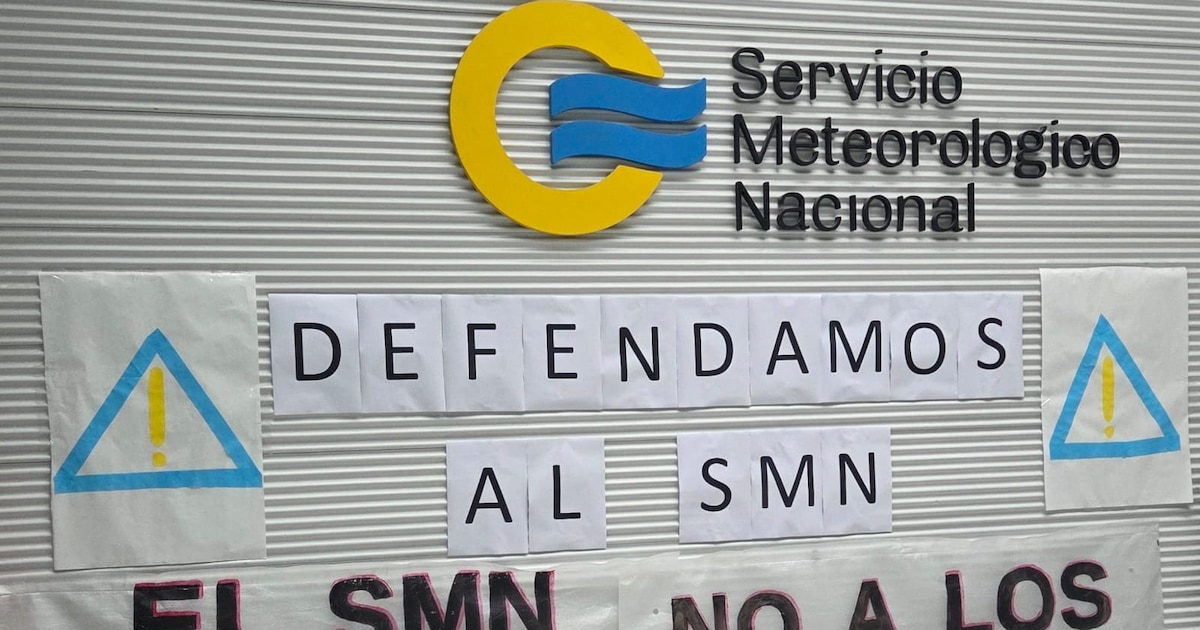 Servicio
Meteorologico
Nacional
DEFENDAMOS
AL SMN
EL SMN NO A LOS